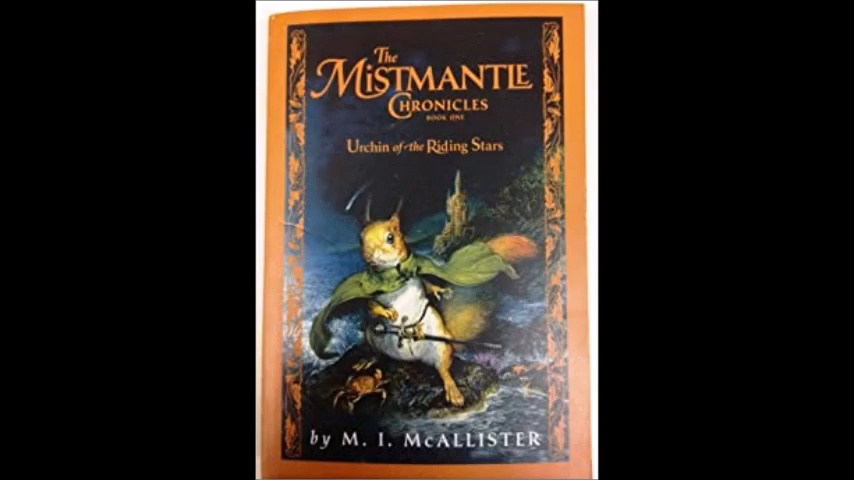 The
MISTMANTLE
CHRONICLES
BOOK ONE
Urchin of the Riding Stars
by M. I. McALLISTER